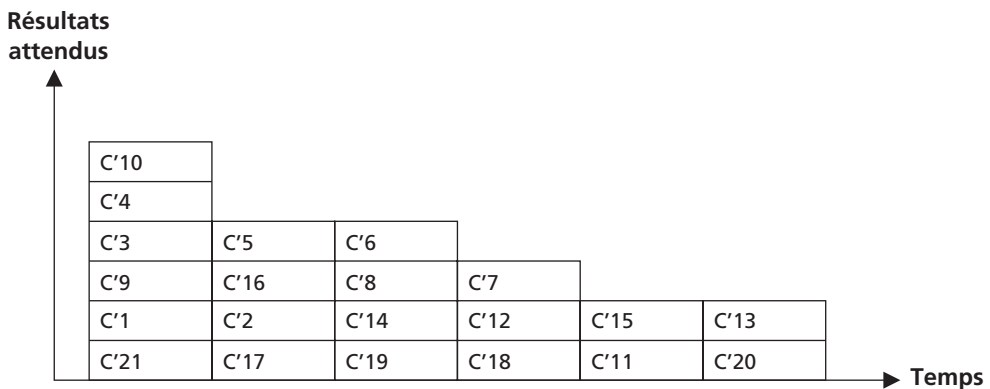 Résultats
attendus
C’10
C’4
C’3 C’5 C’6
C’9 C’16 C’8 C’7
C’1 C’2 C’14 C’12 C’15 C’13
C’21 C’17 C’19 C’18 C’11 C’20
Temps